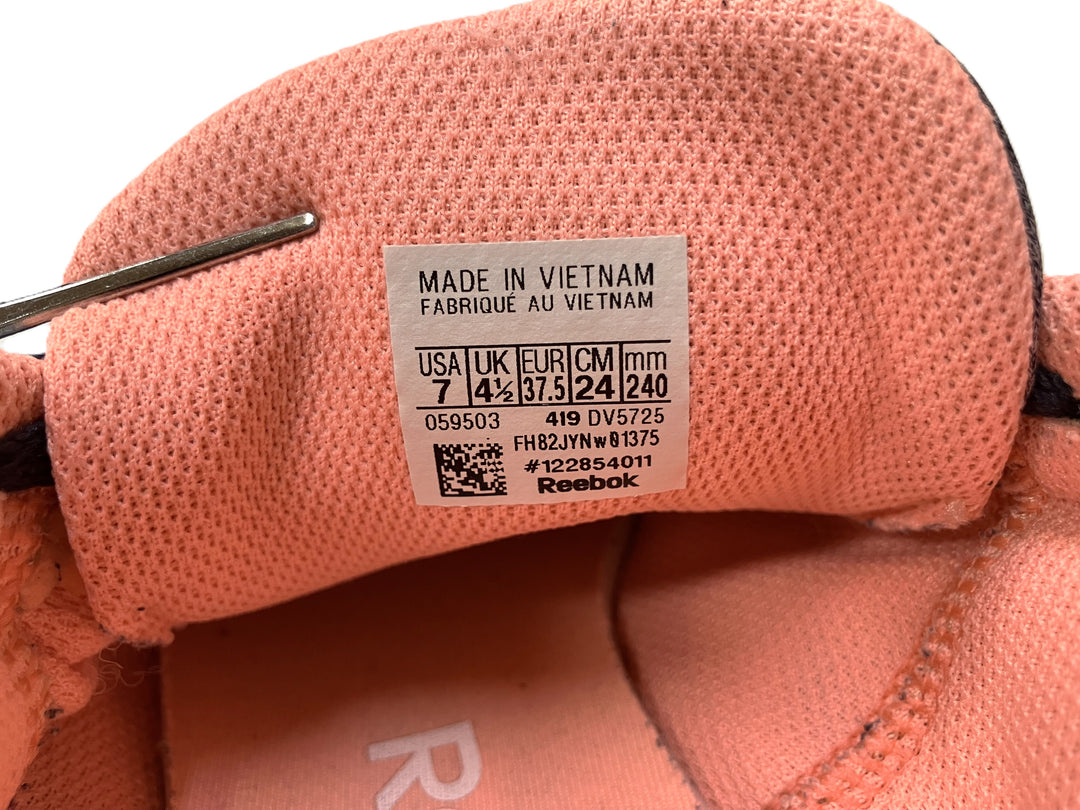 MADE IN VIETNAM
FABRIQUÉ AU VIETNAM
USA UK EUR CM mm
7 4½ 37.5 24 240
059503 419 DV5725
FH82JYNw01375
#122854011
Reebok
R